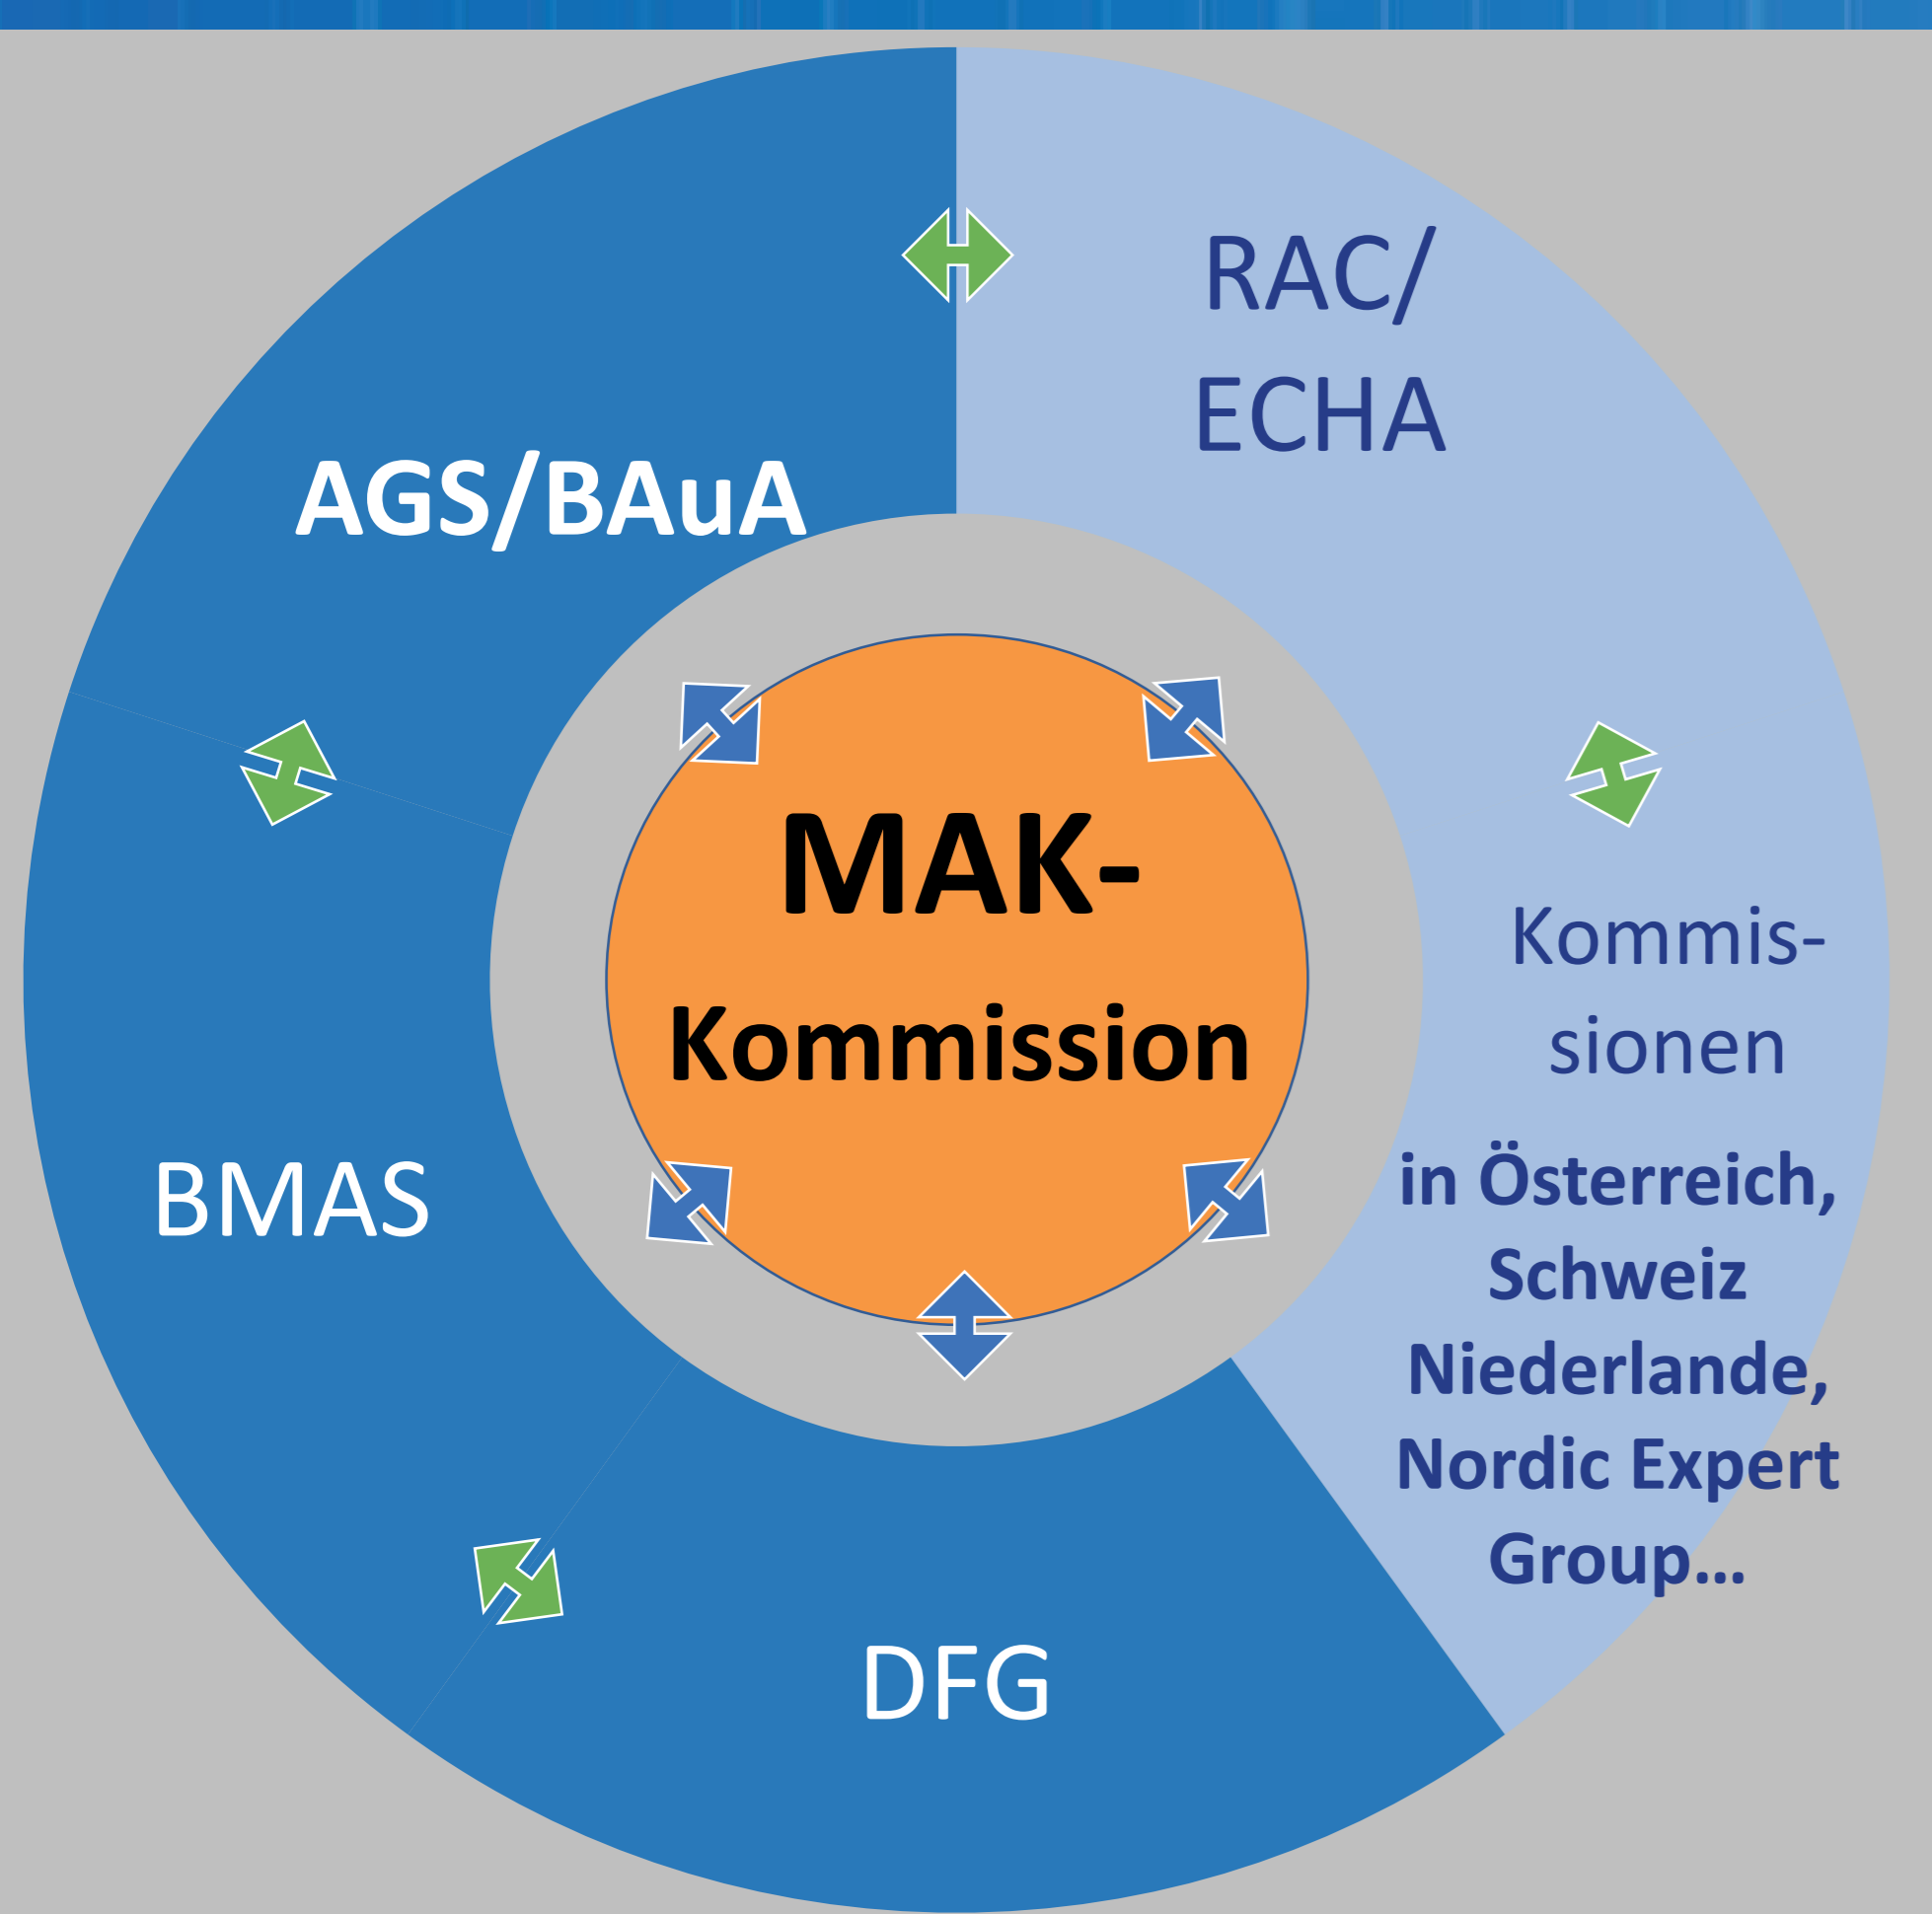 RAC/
ECHA
AGS/BAuA
MAK-
Kommission
Kommis-
sionen
in Österreich,
Schweiz
Niederlande,
Nordic Expert
Group...
BMAS
DFG